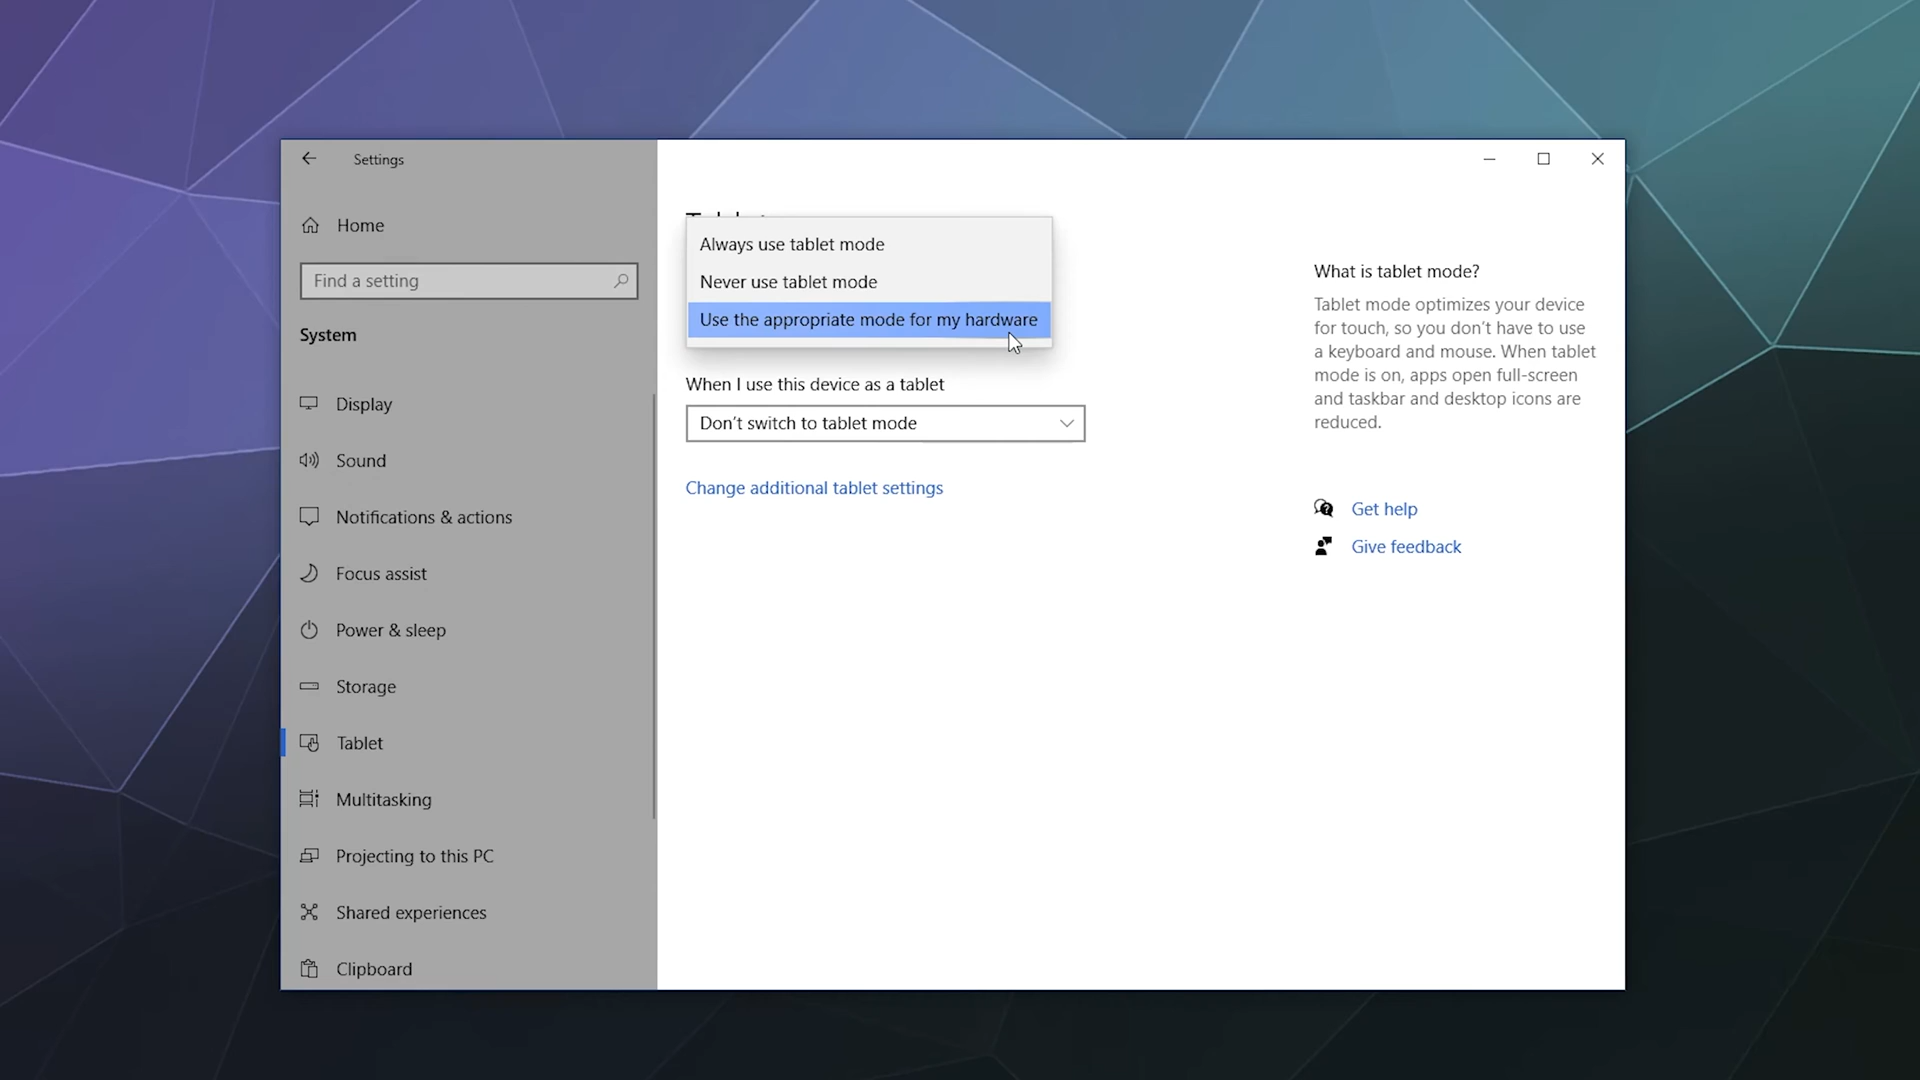 Settings
Home
Find a setting
System
Display
Sound
Notifications & actions
Focus assist
Power & sleep
Storage
Tablet
Multitasking
Projecting to this PC
Shared experiences
Clipboard
Always use tablet mode
Never use tablet mode
Use the appropriate mode for my hardware
When I use this device as a tablet
Don't switch to tablet mode
Change additional tablet settings
What is tablet mode?
Tablet mode optimizes your device
for touch, so you don't have to use
a keyboard and mouse. When tablet
mode is on, apps open full-screen
and taskbar and desktop icons are
reduced.
Get help
Give feedback